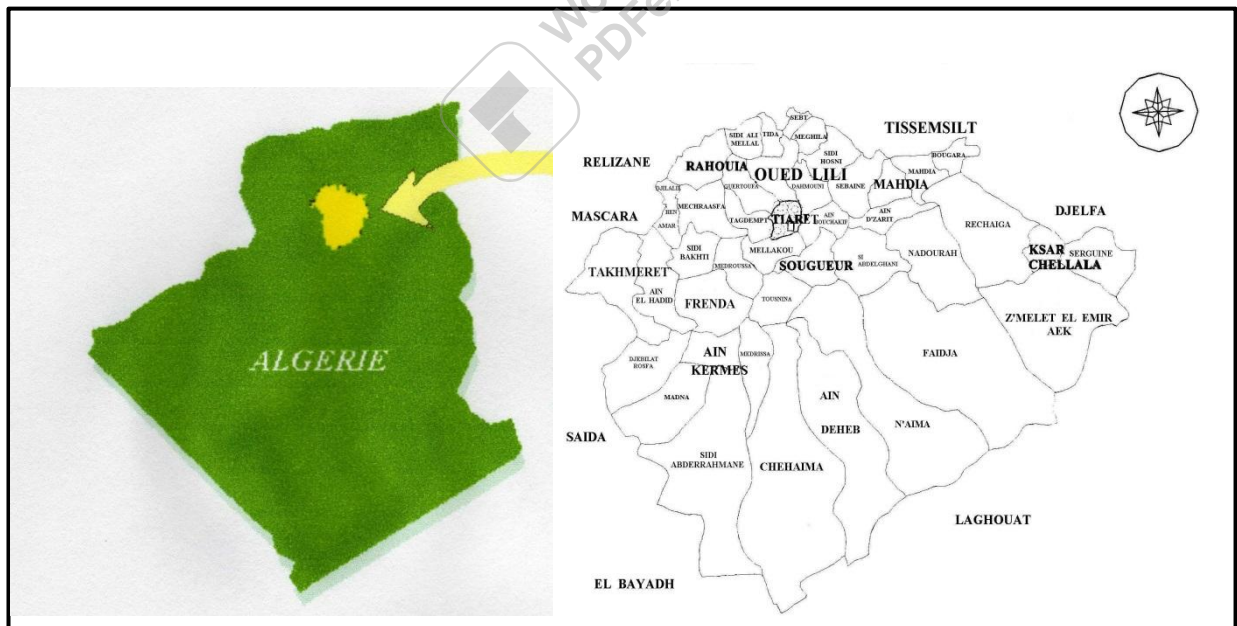 ALGERIE
TISSEMSILT
RELIZANE
MASCARA
DJELFA
SAIDA
LAGHOUAT
EL BAYADH
SEBT
SIDI ALI
MELLAL
TIDA
MEGHILA
SIDI
HOSNI
RAHOUIA
OUED LILI
GUERTOUFA
DAHMOUNI
SEBAINE
MAHDIA
MAHDIA
BOUGARA
DJILALIE
BEN
AMAR
MECHRAASFA
TAGDEMPT
TIARET
AIN
BOUCHAKIF
AIN
D'ZARIT
RECHAIGA
KSAR
CHELLALA
SERGUINE
TAKHMERET
SIDI
BAKHTI
MEDROUSSA
MELLAKOU
SOUGUEUR
SI
ABDELGHANI
NADOURAH
AIN
EL HADID
FRENDA
TOUSNINA
Z'MELET EL EMIR
AEK
FAIDJA
DJEBILAT
ROSFA
AIN
KERMES
MEDRISSA
MADNA
AIN
DEHEB
N'AIMA
SIDI
ABDERRAHMANE
CHEHAIMA